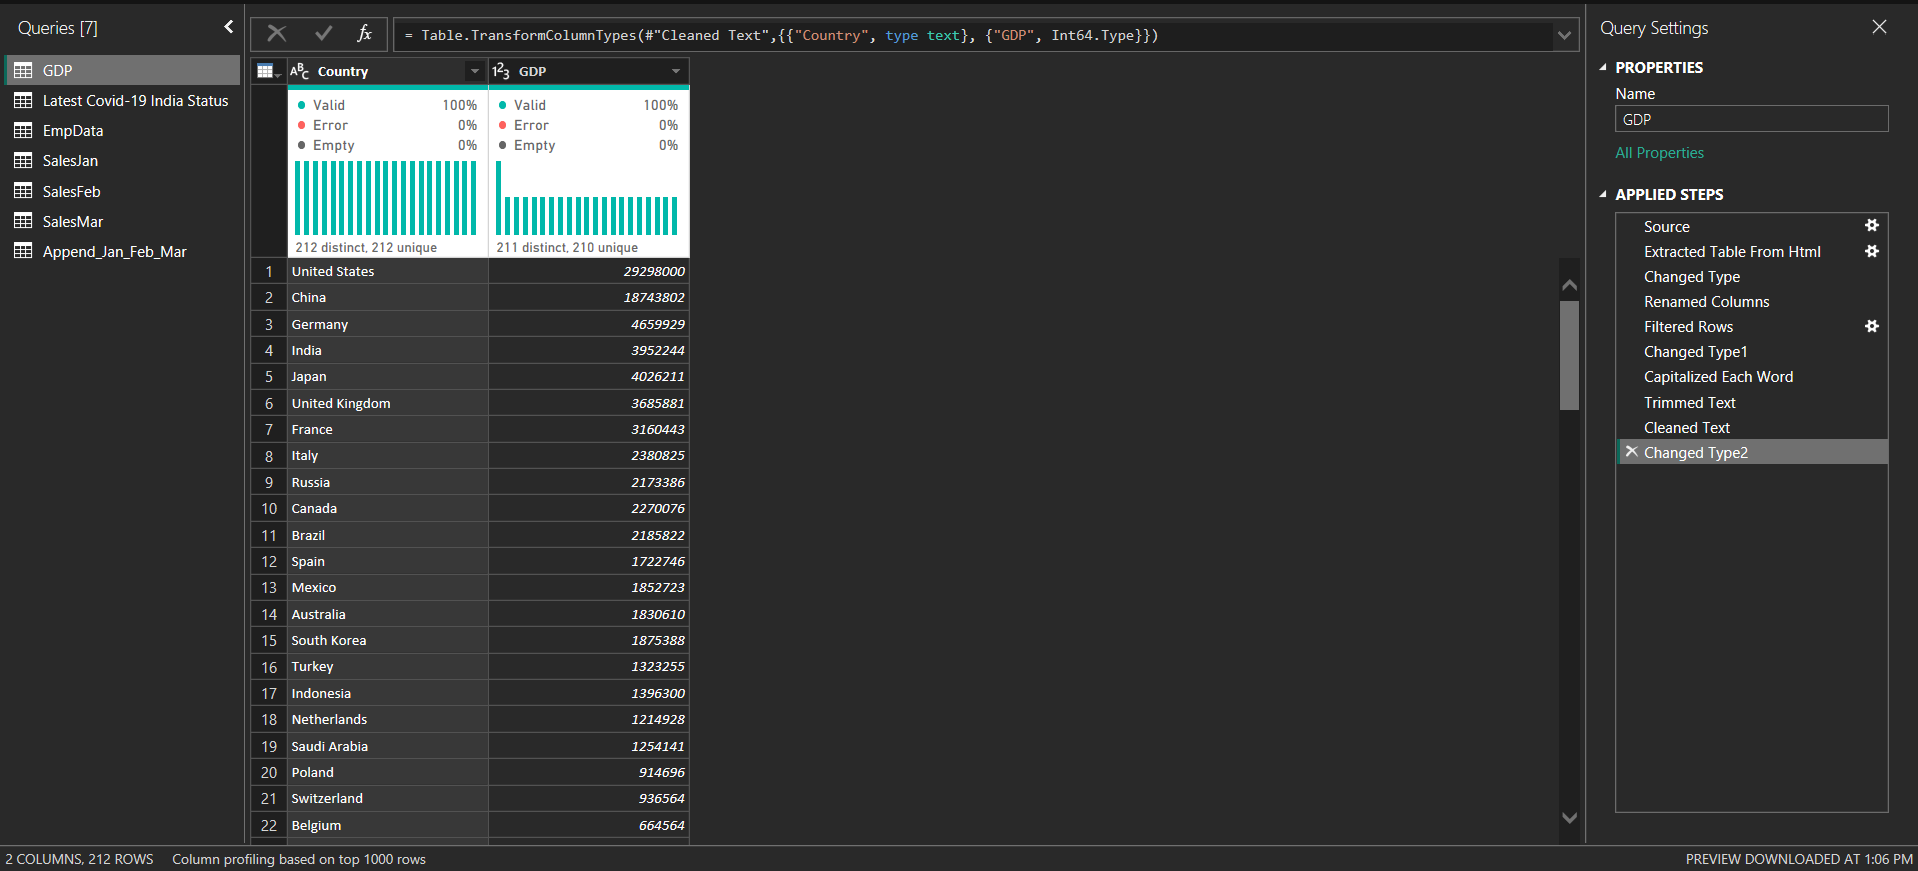 Queries [7]
GDP
Latest Covid-19 India Status
EmpData
SalesJan
SalesFeb
SalesMar
Append_Jan_Feb_Mar
fx
= Table.TransformColumnTypes(#"Cleaned Text",{{"Country", type text}, {"GDP", Int64.Type}})
ABC Country 123 GDP
Valid 100% Valid 100%
Error 0% Error 0%
Empty 0% Empty 0%
212 distinct, 212 unique 211 distinct, 210 unique
1 United States 29298000
2 China 18743802
3 Germany 4659929
4 India 3952244
5 Japan 4026211
6 United Kingdom 3685881
7 France 3160443
8 Italy 2380825
9 Russia 2173386
10 Canada 2270076
11 Brazil 2185822
12 Spain 1722746
13 Mexico 1852723
14 Australia 1830610
15 South Korea 1875388
16 Turkey 1323255
17 Indonesia 1396300
18 Netherlands 1214928
19 Saudi Arabia 1254141
20 Poland 914696
21 Switzerland 936564
22 Belgium 664564
Query Settings
PROPERTIES
Name
GDP
All Properties
APPLIED STEPS
Source
Extracted Table From Html
Changed Type
Renamed Columns
Filtered Rows
Changed Type1
Capitalized Each Word
Trimmed Text
Cleaned Text
Changed Type2
2 COLUMNS, 212 ROWS Column profiling based on top 1000 rows
PREVIEW DOWNLOADED AT 1:06 PM